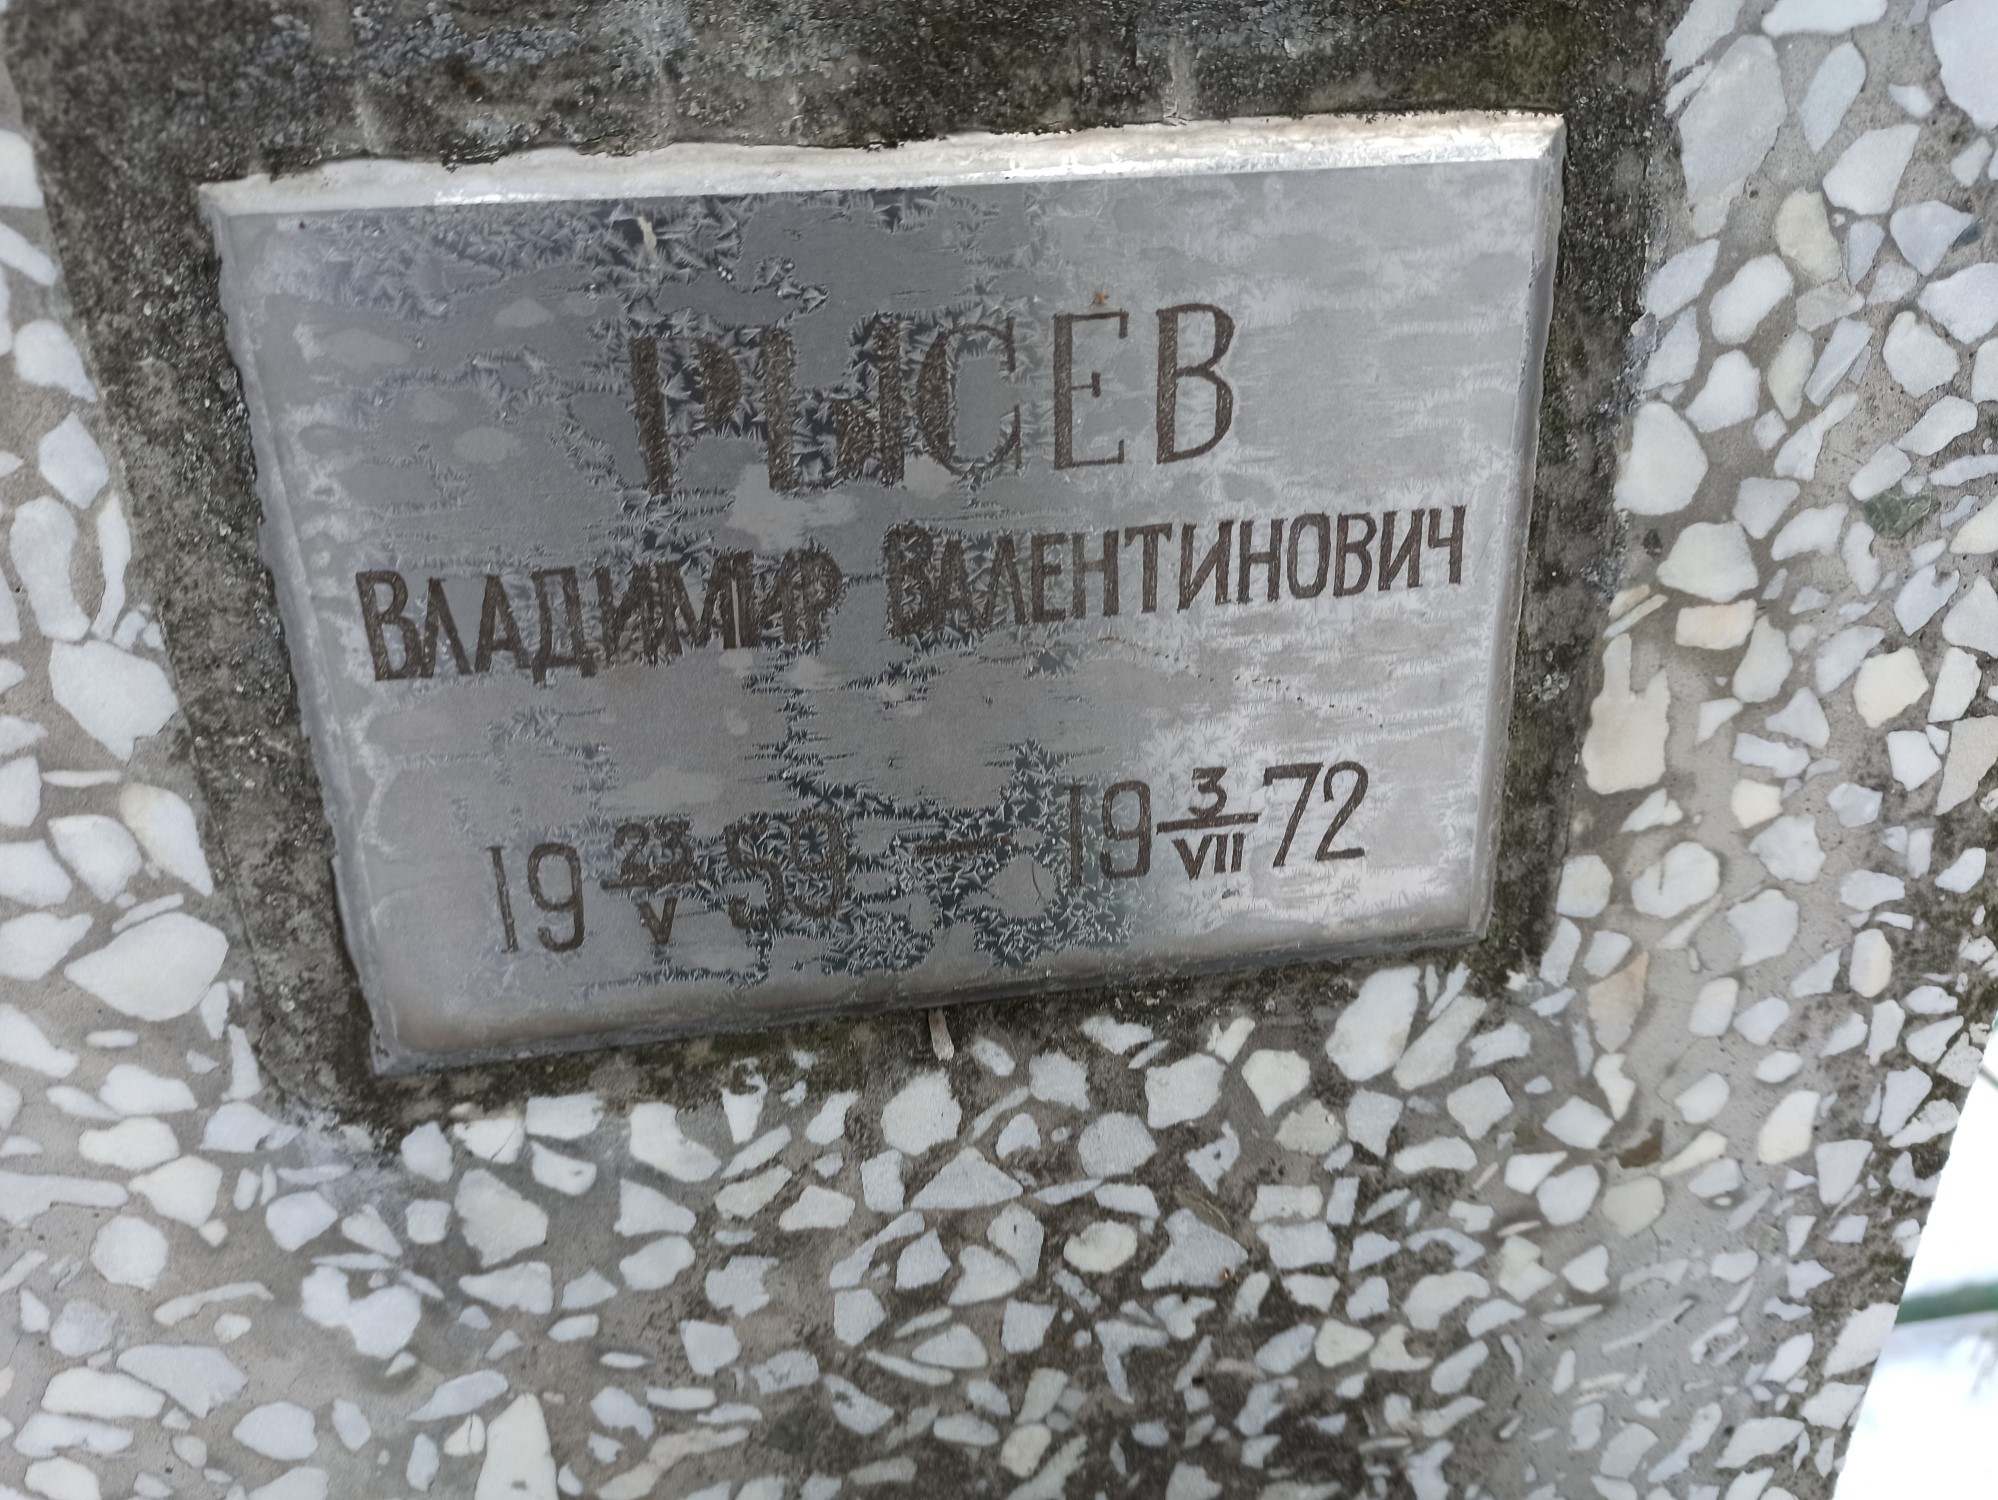 РЫСЕВ
ВЛАДИМИР ВАЛЕНТИНОВИЧ
19 23/V 59 — 19 3/VII 72